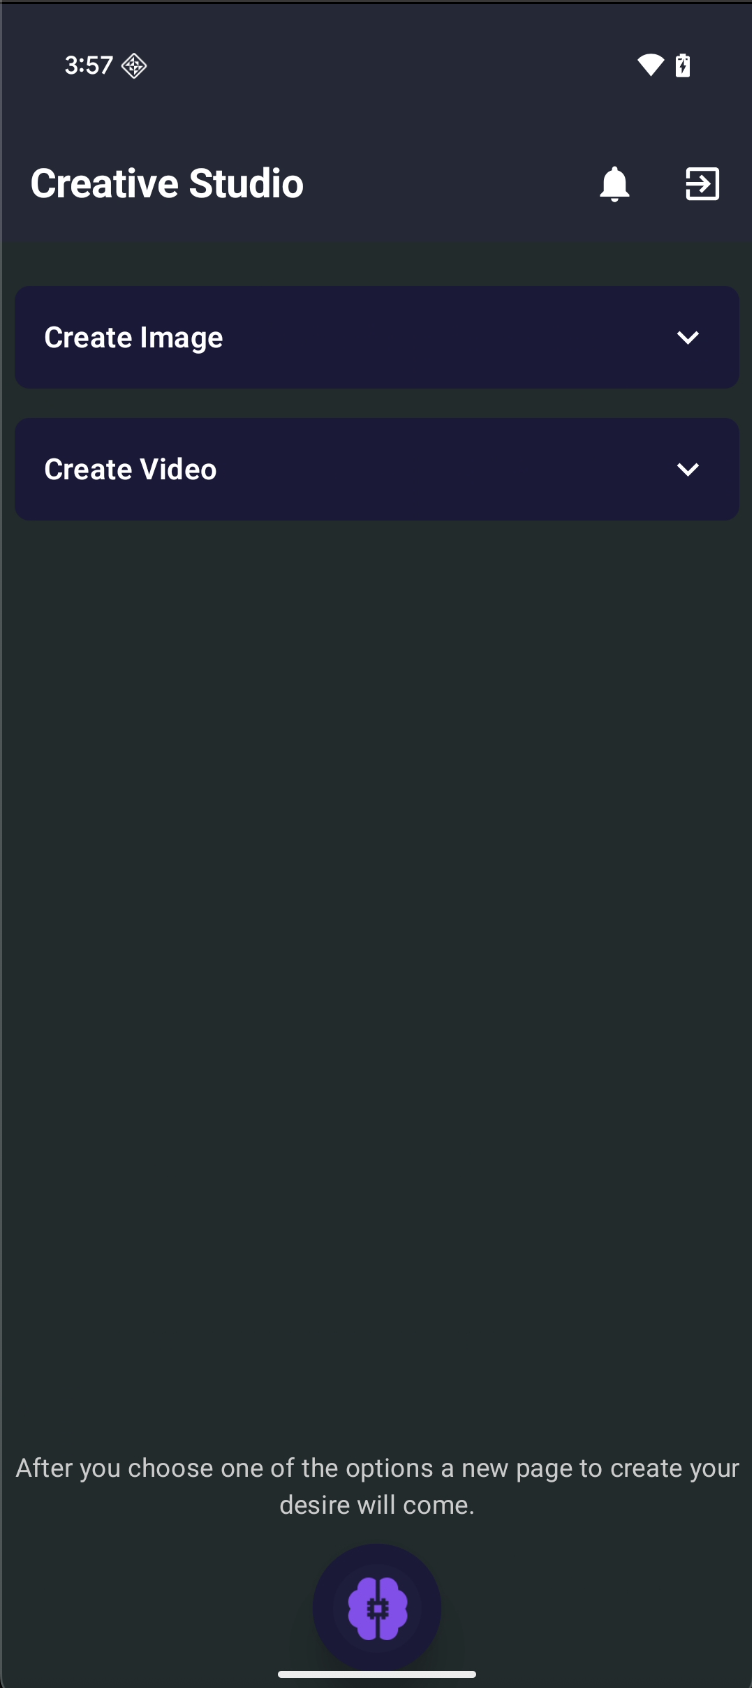 3:57
Creative Studio
Create Image
Create Video
After you choose one of the options a new page to create your
desire will come.